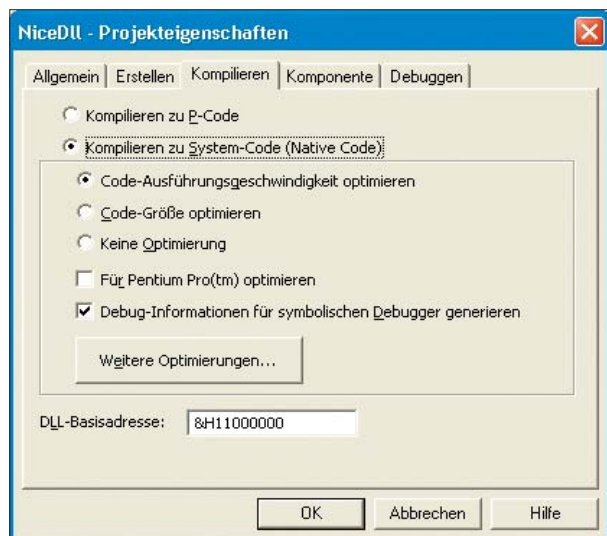 NiceDll - Projekteigenschaften
Allgemein Erstellen Kompilieren Komponente Debuggen
Kompilieren zu P-Code
Kompilieren zu System-Code (Native Code)
Code-Ausführungsgeschwindigkeit optimieren
Code-Größe optimieren
Keine Optimierung
Für Pentium Pro(tm) optimieren
Debug-Informationen für symbolischen Debugger generieren
Weitere Optimierungen...
DLL-Basisadresse: &H11000000
OK Abbrechen Hilfe